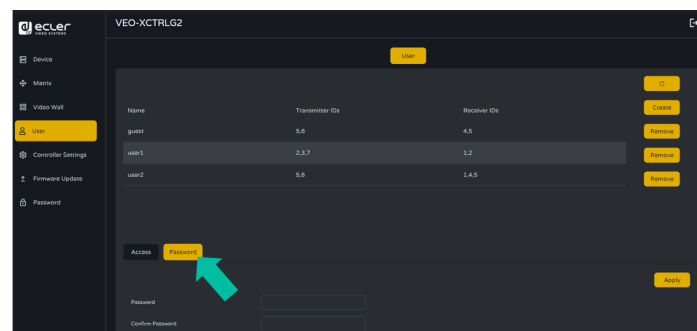 ecler
VIDEO SYSTEMS
VEO-XCTRLG2
Device
Matrix
Video Wall
User
Controller Settings
Firmware Update
Password
User
Name Transmitter IDs Receiver IDs Create
guest 5,6 4,5 Remove
user1 2,3,7 1,2 Remove
user2 5,6 1,4,5 Remove
Access Password
Apply
Password
Confirm Password